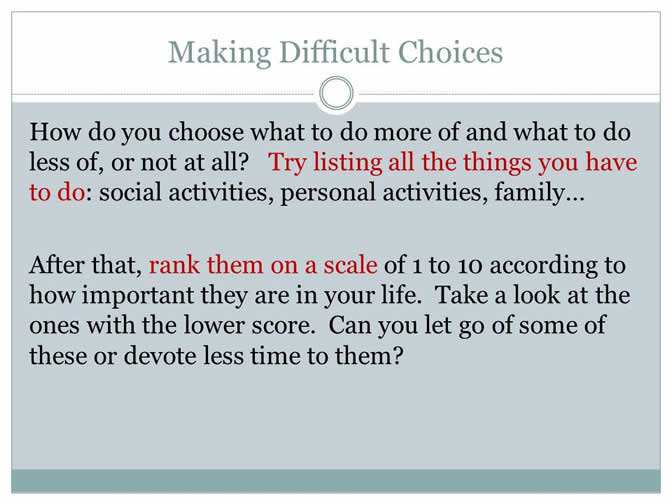 Making Difficult Choices
How do you choose what to do more of and what to do
less of, or not at all?   Try listing all the things you have
to do: social activities, personal activities, family…
After that, rank them on a scale of 1 to 10 according to
how important they are in your life.  Take a look at the
ones with the lower score.  Can you let go of some of
these or devote less time to them?